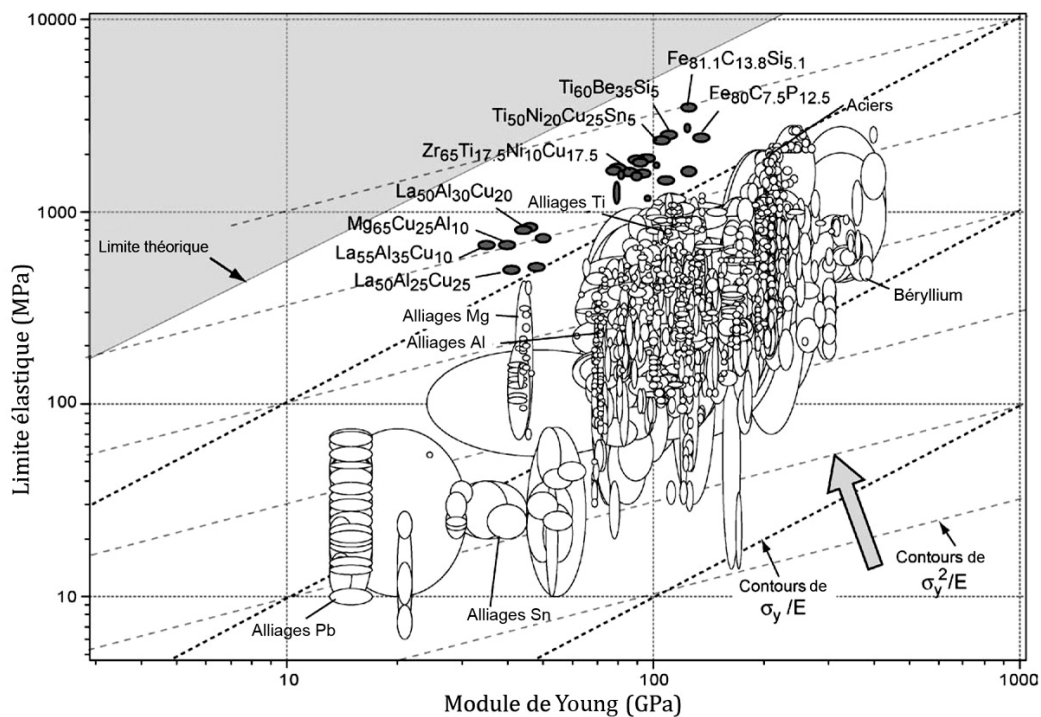 10000
Fe81.1C13.8Si5.1
Ti60Be35Si5
Fe80C7.5P12.5
Aciers
Ti50Ni20Cu25Sn5
Zr65Ti17.5Ni10Cu17.5
La50Al30Cu20
Alliages Ti
1000
Mg65Cu25Al10
Limite théorique
La55Al35Cu10
La50Al25Cu25
Béryllium
Alliages Mg
Alliages Al
Limite élastique (MPa)
100
Contours de
σy²/E
Contours de
σy/E
10
Alliages Pb
Alliages Sn
10
100
1000
Module de Young (GPa)